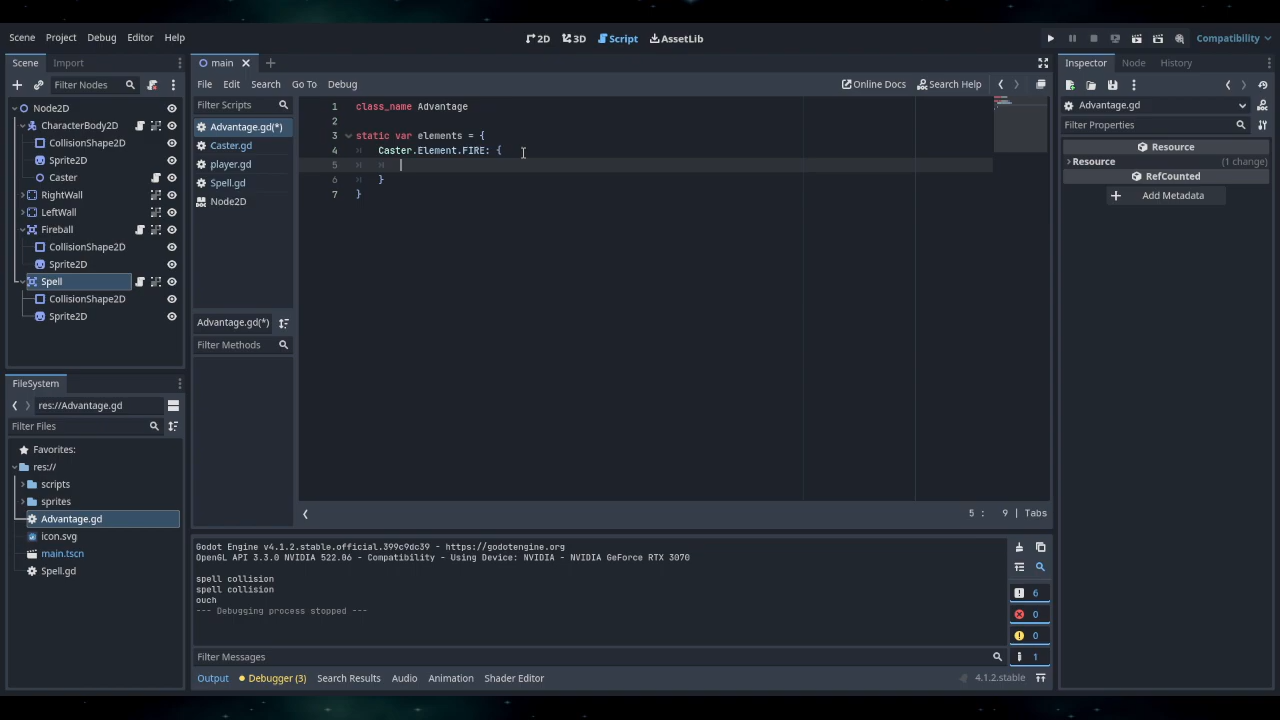 Scene Project Debug Editor Help
2D 3D Script AssetLib
Compatibility
Scene Import
Filter Nodes
Node2D
CharacterBody2D
CollisionShape2D
Sprite2D
Caster
RightWall
LeftWall
Fireball
CollisionShape2D
Sprite2D
Spell
CollisionShape2D
Sprite2D
FileSystem
res://Advantage.gd
Filter Files
Favorites:
res://
scripts
sprites
Advantage.gd
icon.svg
main.tscn
Spell.gd
main
File Edit Search Go To Debug
Online Docs Search Help
Filter Scripts
Advantage.gd(*)
Caster.gd
player.gd
Spell.gd
Node2D
Advantage.gd(*)
Filter Methods
1 class_name Advantage
2
3 static var elements = {
4 Caster.Element.FIRE: {
5
6 }
7 }
5 : 9 | Tabs
Godot Engine v4.1.2.stable.official.399c9dc39 - https://godotengine.org
OpenGL API 3.3.0 NVIDIA 522.06 - Compatibility - Using Device: NVIDIA - NVIDIA GeForce RTX 3070
spell collision
spell collision
ouch
--- Debugging process stopped ---
6
0
0
1
Filter Messages
Output Debugger (3) Search Results Audio Animation Shader Editor
4.1.2.stable
Inspector Node History
Advantage.gd
Filter Properties
Resource
Resource (1 change)
RefCounted
Add Metadata